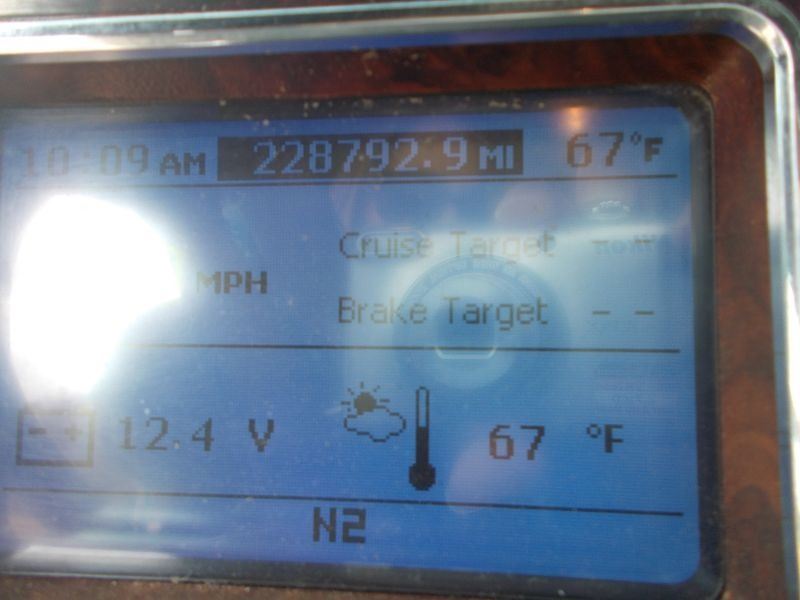 10:09 AM 228792.9 MI 67°F
Cruise Target - -
MPH
Brake Target - -
- + 12.4 V 67 °F
N2